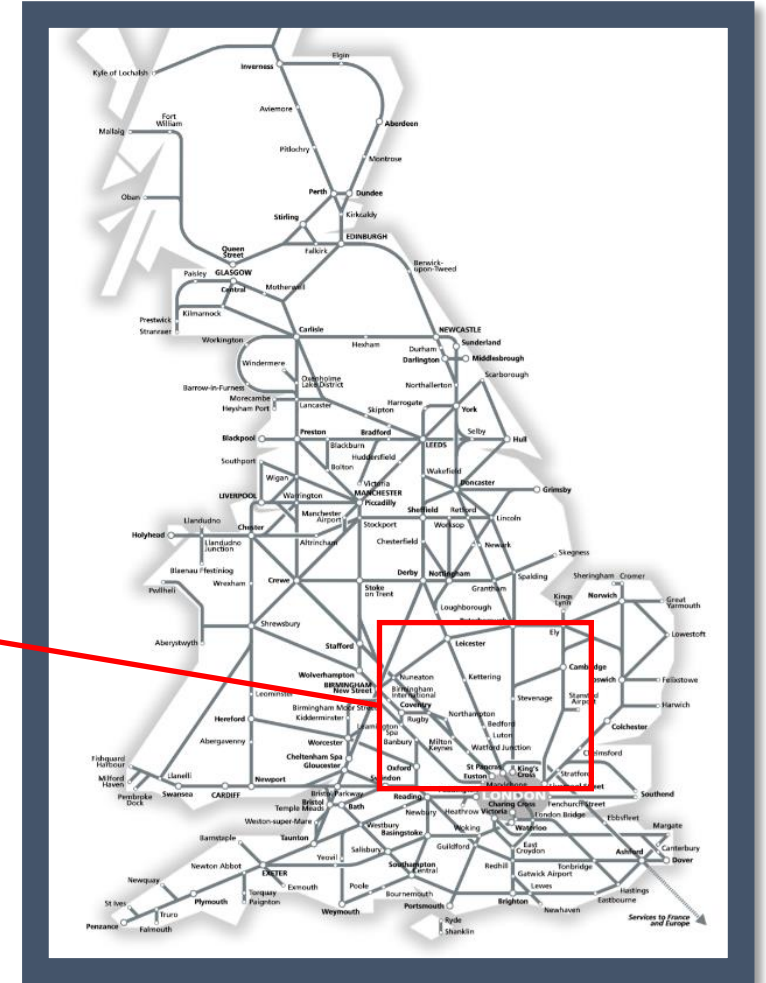 Elgin
Inverness
Kyle of Lochalsh
Aviemore
Fort
William
Mallaig
Aberdeen
Pitlochry
Montrose
Perth
Dundee
Oban
Stirling
Kirkcaldy
EDINBURGH
Queen
Street
Falkirk
Berwick-
upon-Tweed
Paisley
GLASGOW
Central
Motherwell
Kilmarnock
Prestwick
Stranraer
Carlisle
NEWCASTLE
Workington
Hexham
Sunderland
Durham
Darlington
Middlesbrough
Windermere
Scarborough
Oxenholme
Lake District
Northallerton
Barrow-in-Furness
Morecambe
Heysham Port
Lancaster
Harrogate
York
Skipton
Preston
Bradford
Selby
Blackpool
Blackburn
LEEDS
Hull
Huddersfield
Southport
Bolton
Wakefield
Wigan
Victoria
MANCHESTER
Piccadilly
Doncaster
Grimsby
LIVERPOOL
Warrington
Manchester
Airport
Stockport
Sheffield
Retford
Worksop
Lincoln
Llandudno
Chester
Holyhead
Llandudno
Junction
Altrincham
Chesterfield
Newark
Skegness
Blaenau Ffestiniog
Wrexham
Crewe
Derby
Nottingham
Stoke
on Trent
Grantham
Spalding
Sheringham
Cromer
Pwllheli
Kings
Lynn
Norwich
Great
Yarmouth
Loughborough
Shrewsbury
Ely
Lowestoft
Aberystwyth
Stafford
Leicester
Wolverhampton
BIRMINGHAM
New Street
Nuneaton
Kettering
Cambridge
Ipswich
Felixstowe
Birmingham
International
Stansted
Airport
Leominster
Stevenage
Harwich
Coventry
Birmingham Moor Street
Kidderminster
Rugby
Northampton
Hereford
Leamington
Spa
Bedford
Colchester
Abergavenny
Worcester
Banbury
Milton
Keynes
Luton
Watford Junction
Chelmsford
Cheltenham Spa
Gloucester
Oxford
St Pancras
Euston
King's
Cross
Stratford
Fishguard
Harbour
Milford
Haven
Llanelli
Newport
Swindon
Marylebone
Liverpool Street
Pembroke
Dock
Swansea
CARDIFF
Bristol Parkway
Reading
LONDON
Southend
Bristol
Temple Meads
Bath
Newbury
Heathrow
Victoria
Charing Cross
Fenchurch Street
London Bridge
Ebbsfleet
Weston-super-Mare
Westbury
Basingstoke
Woking
Waterloo
Margate
Barnstaple
Taunton
Salisbury
Guildford
East
Croydon
Canterbury
Yeovil
Southampton
Central
Redhill
Tonbridge
Ashford
Dover
Newton Abbot
EXETER
Gatwick Airport
Newquay
Exmouth
Poole
Bournemouth
Lewes
Hastings
St Ives
Plymouth
Torquay
Paignton
Weymouth
Portsmouth
Brighton
Newhaven
Eastbourne
Truro
Penzance
Falmouth
Ryde
Shanklin
Services to France
and Europe